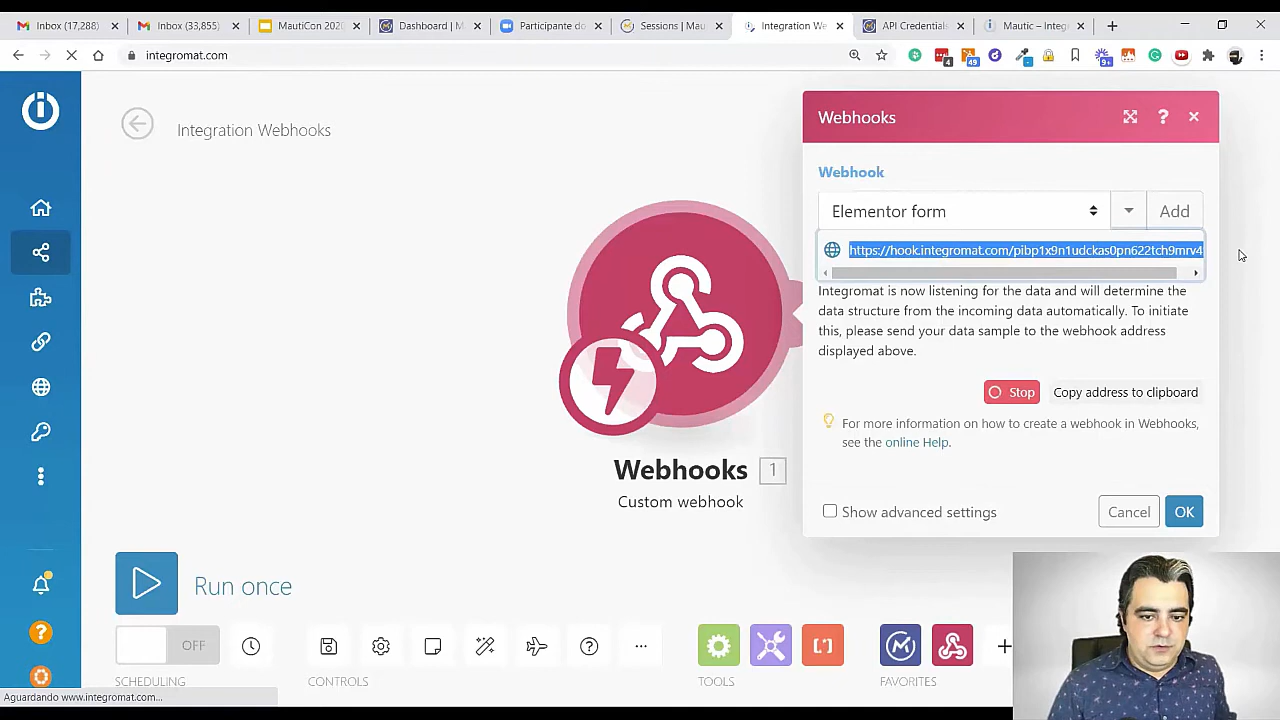 Inbox (17,288)
Inbox (33,855)
MautiCon 2020
Dashboard | M
Participante do
Sessions | Mau
Integration We
API Credential
Mautic – Integ
integromat.com
4
49
9+
Integration Webhooks
Webhooks
?
Webhook
Elementor form
Add
https://hook.integromat.com/pibp1x9n1udckas0pn622tch9mrv4
Integromat is now listening for the data and will determine the
data structure from the incoming data automatically. To initiate
this, please send your data sample to the webhook address
displayed above.
Stop
Copy address to clipboard
For more information on how to create a webhook in Webhooks,
see the online Help.
Show advanced settings
Cancel
OK
Webhooks
1
Custom webhook
Run once
OFF
SCHEDULING
CONTROLS
TOOLS
FAVORITES
Aguardando www.integromat.com...